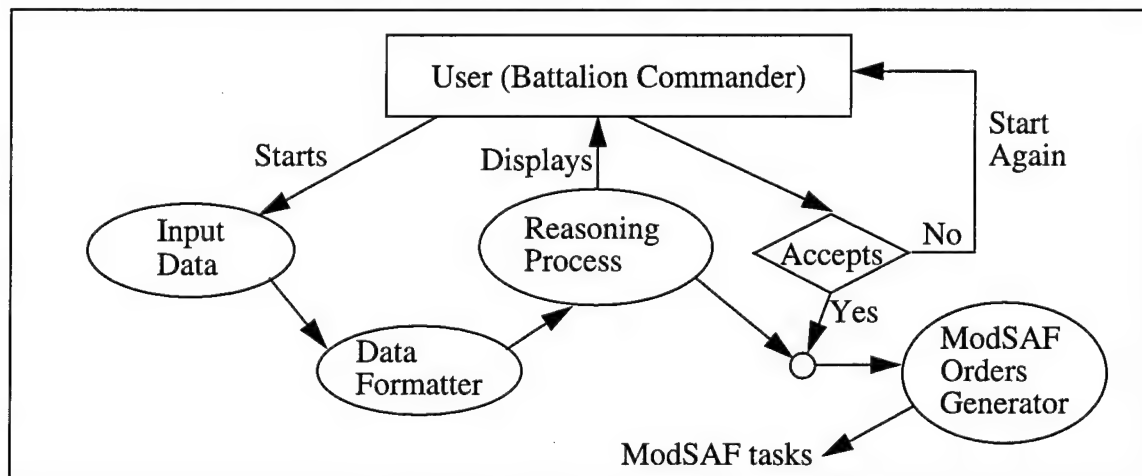 User (Battalion Commander)
Starts
Displays
Start
Again
Input
Data
Reasoning
Process
Accepts
No
Yes
Data
Formatter
ModSAF
Orders
Generator
ModSAF tasks